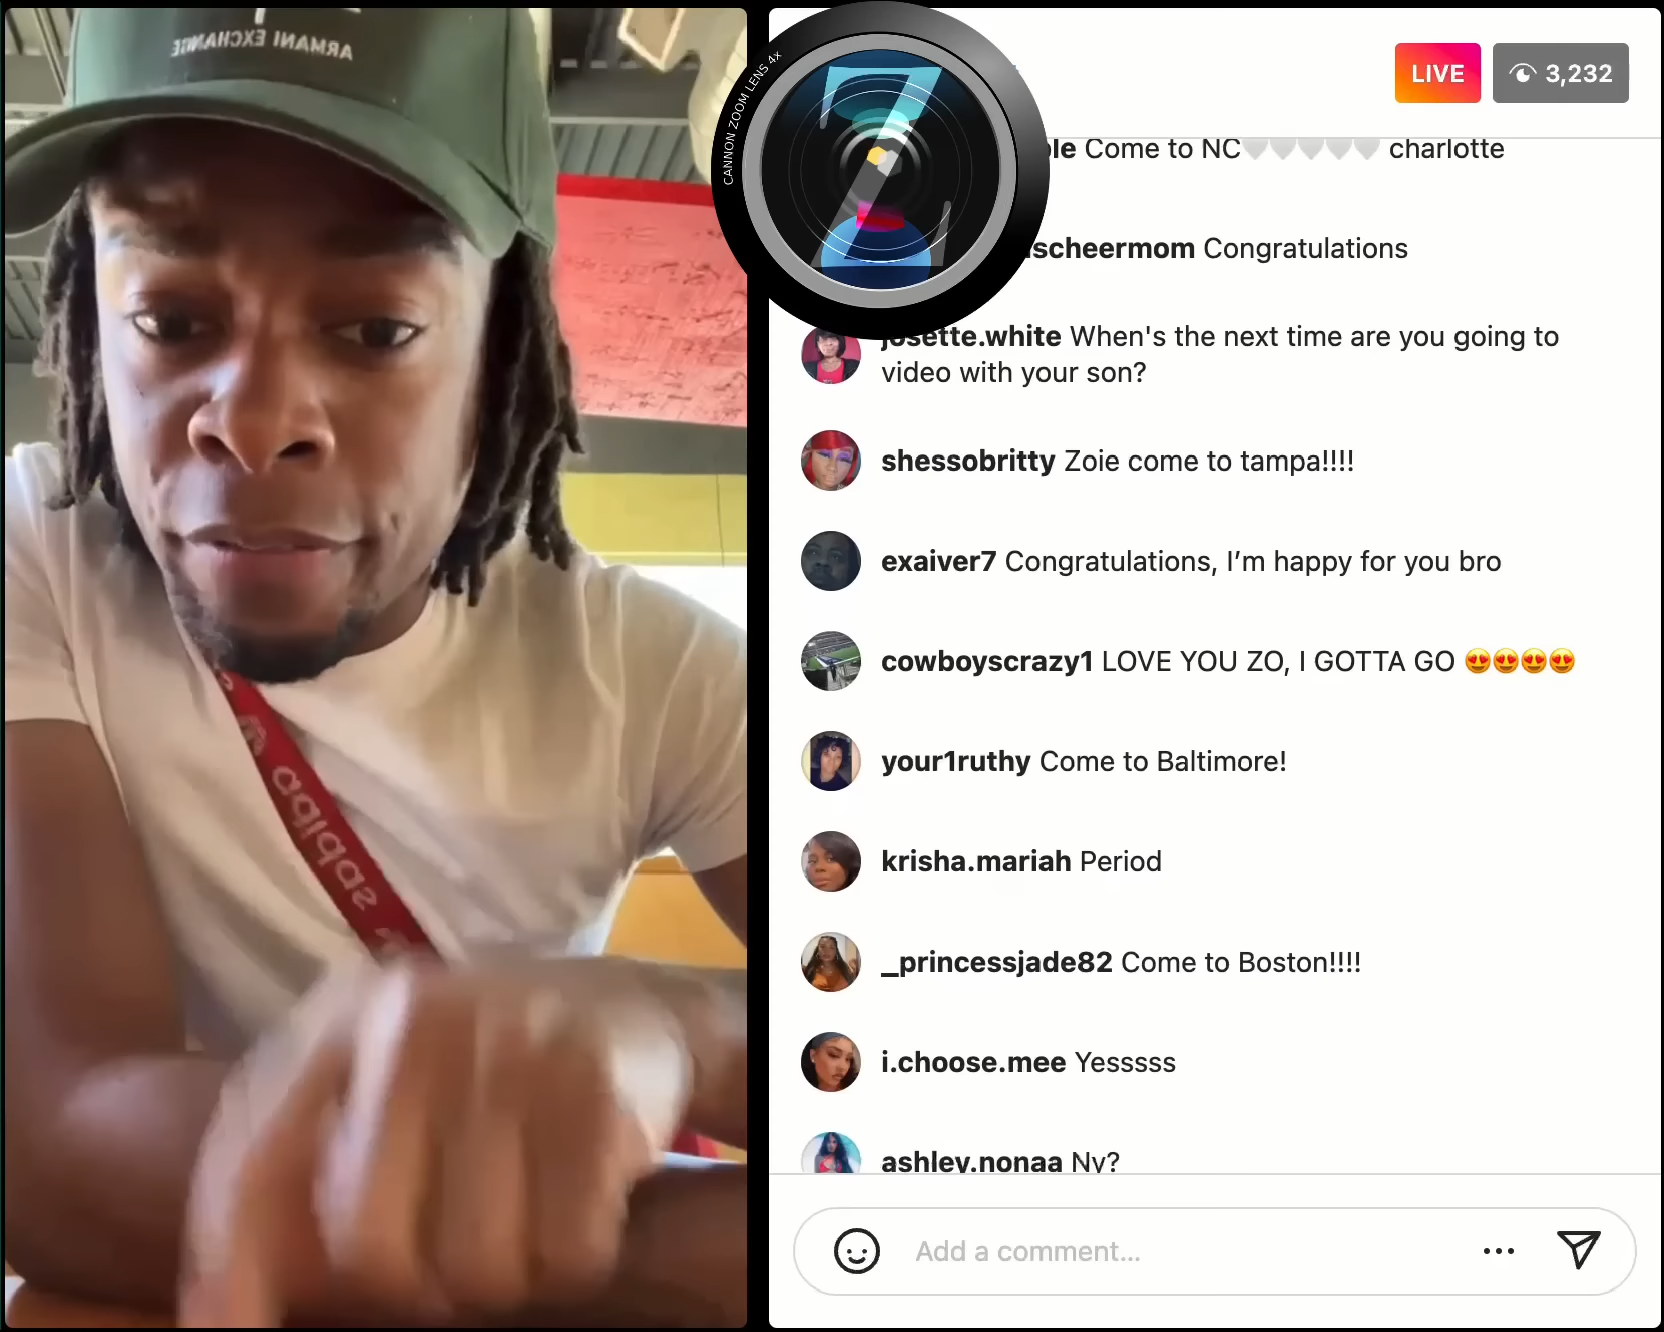 ARMANI EXCHANGE
adidas
CANNON ZOOM LENS 4x
Z
LIVE
3,232
Come to NC🤍🤍🤍🤍🤍 charlotte
scheermom Congratulations
josette.white When's the next time are you going to
video with your son?
shessobritty Zoie come to tampa!!!!
exaiver7 Congratulations, I’m happy for you bro
cowboyscrazy1 LOVE YOU ZO, I GOTTA GO 😍😍😍😍
your1ruthy Come to Baltimore!
krisha.mariah Period
_princessjade82 Come to Boston!!!!
i.choose.mee Yesssss
ashley.nonaa Ny?
Add a comment...